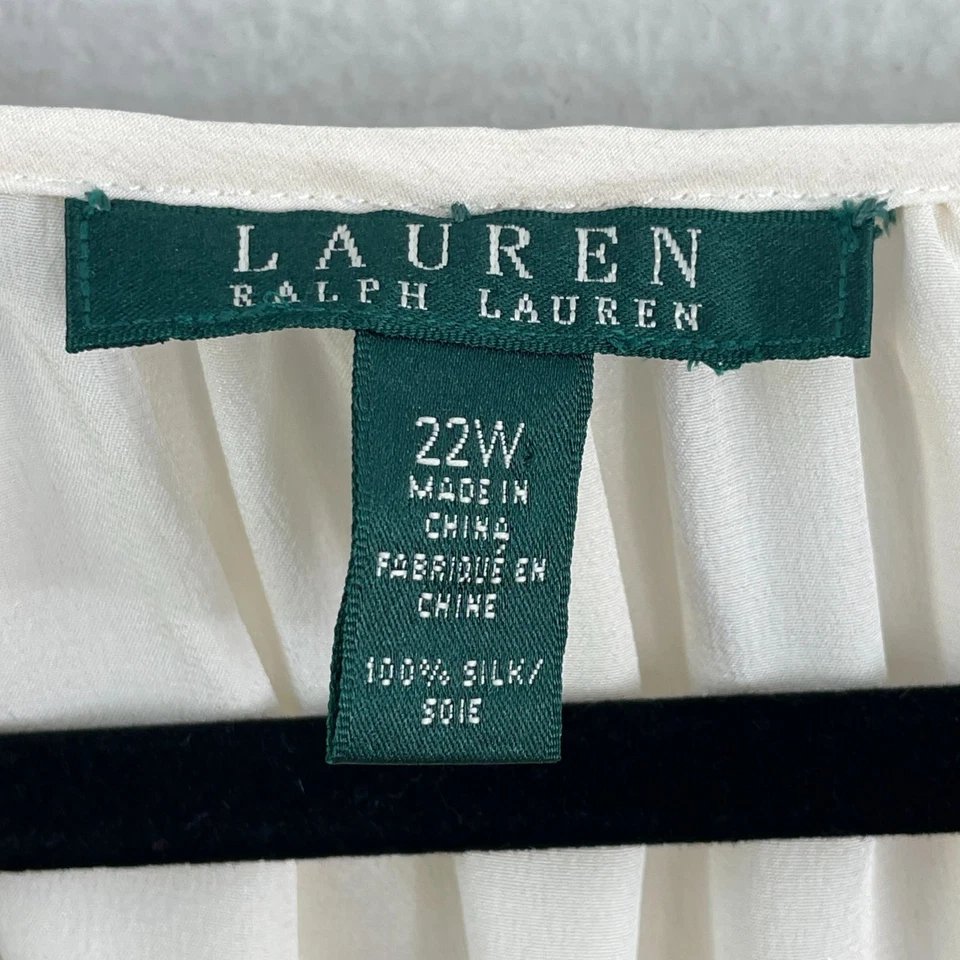 LAUREN
RALPH LAUREN
22W
MADE IN
CHINA
FABRIQUÉ EN
CHINE
100% SILK/
SOIE